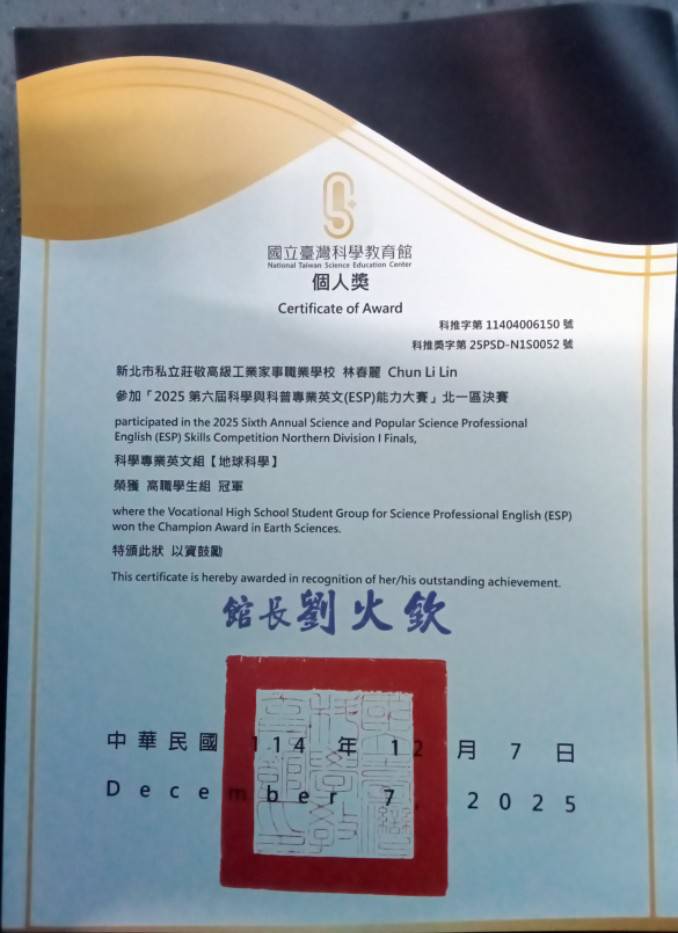 國立臺灣科學教育館
National Taiwan Science Education Center
個人獎
Certificate of Award
科推字第 11404006150 號
科推獎字第 25PSD-N1S0052 號
新北市私立莊敬高級工業家事職業學校 林春麗 Chun Li Lin
參加「2025 第六屆科學與科普專業英文(ESP)能力大賽」北一區決賽
participated in the 2025 Sixth Annual Science and Popular Science Professional
English (ESP) Skills Competition Northern Division I Finals,
科學專業英文組【地球科學】
榮獲 高職學生組 冠軍
where the Vocational High School Student Group for Science Professional English (ESP)
won the Champion Award in Earth Sciences.
特頒此狀 以資鼓勵
This certificate is hereby awarded in recognition of her/his outstanding achievement.
館長劉火欽
中華民國 114 年 12 月 7 日
December 7, 2025